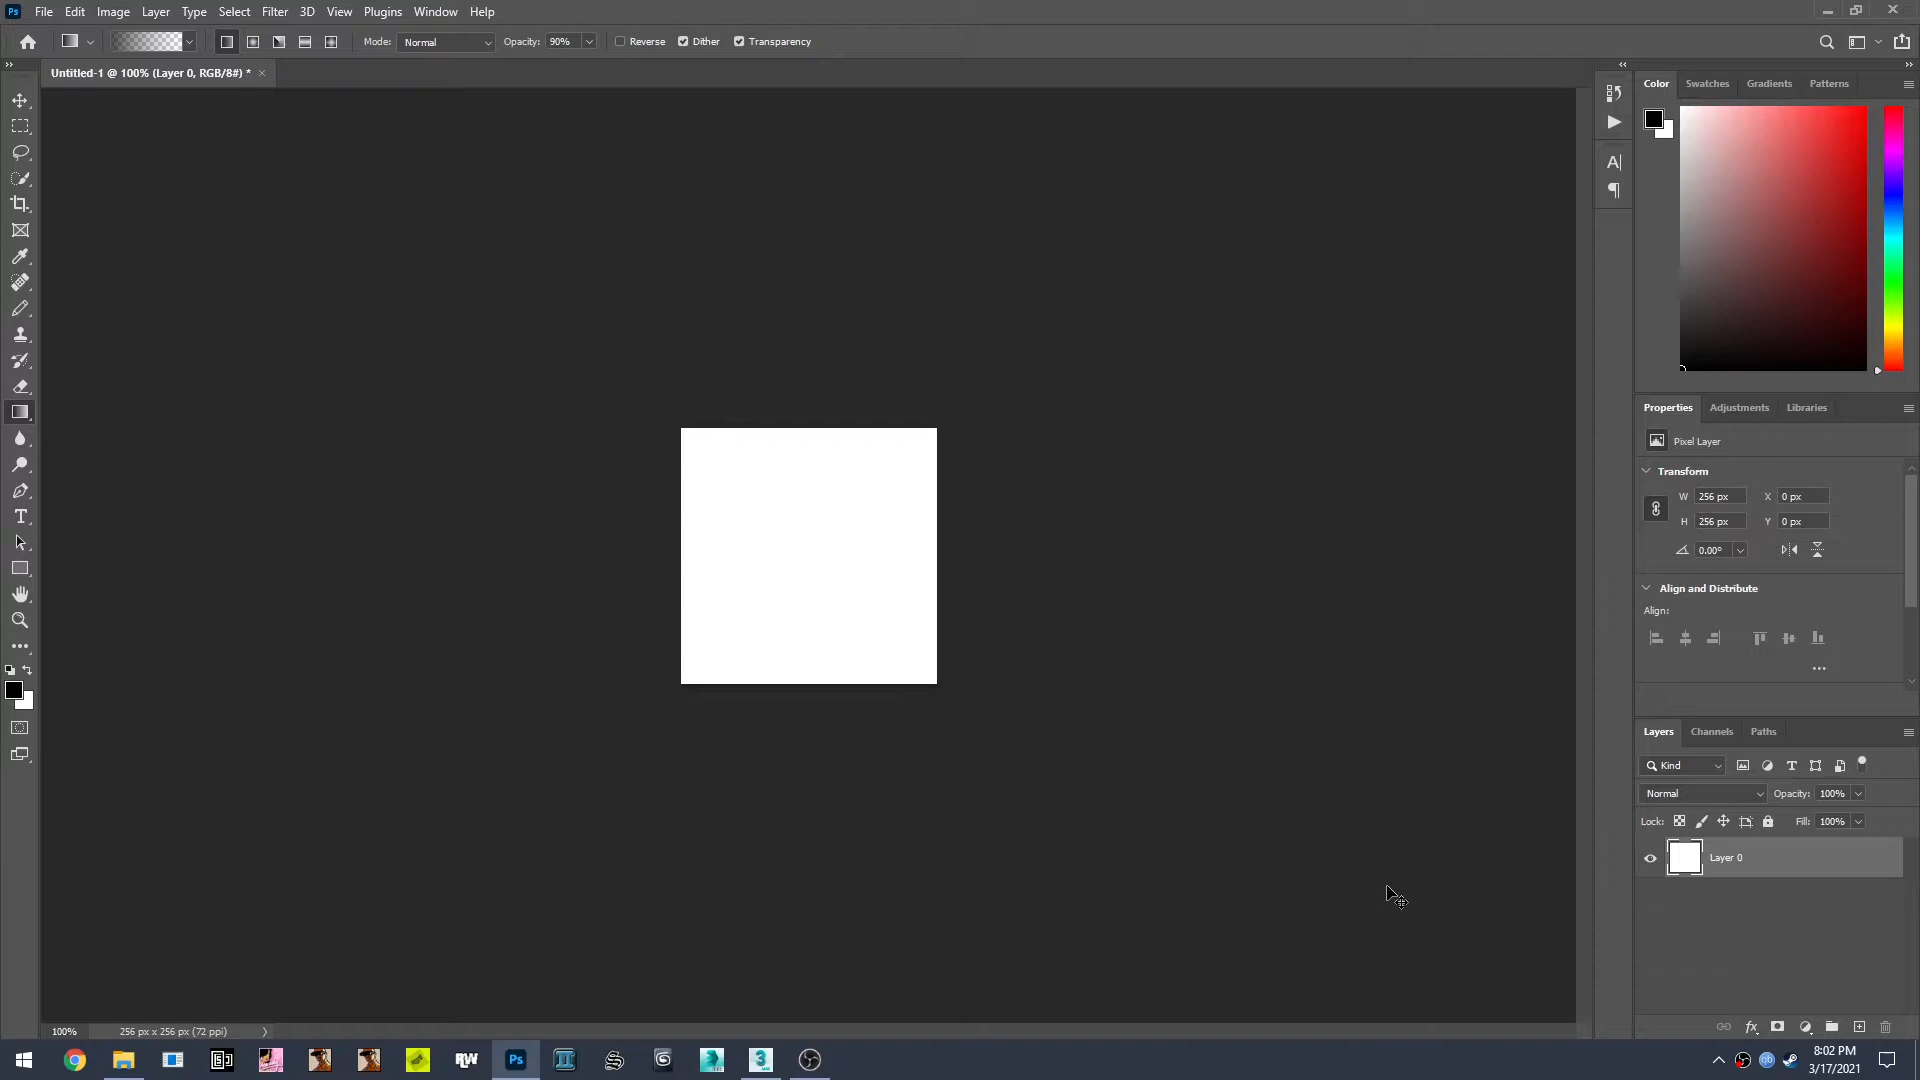 Ps File Edit Image Layer Type Select Filter 3D View Plugins Window Help
Mode: Normal Opacity: 90% Reverse Dither Transparency
Untitled-1 @ 100% (Layer 0, RGB/8#) *
Color Swatches Gradients Patterns
Properties Adjustments Libraries
Pixel Layer
Transform
W 256 px X 0 px
H 256 px Y 0 px
0.00°
Align and Distribute
Align:
Layers Channels Paths
Kind
Normal Opacity: 100%
Lock: Fill: 100%
Layer 0
100% 256 px x 256 px (72 ppi)
RW Ps
8:02 PM
3/17/2021